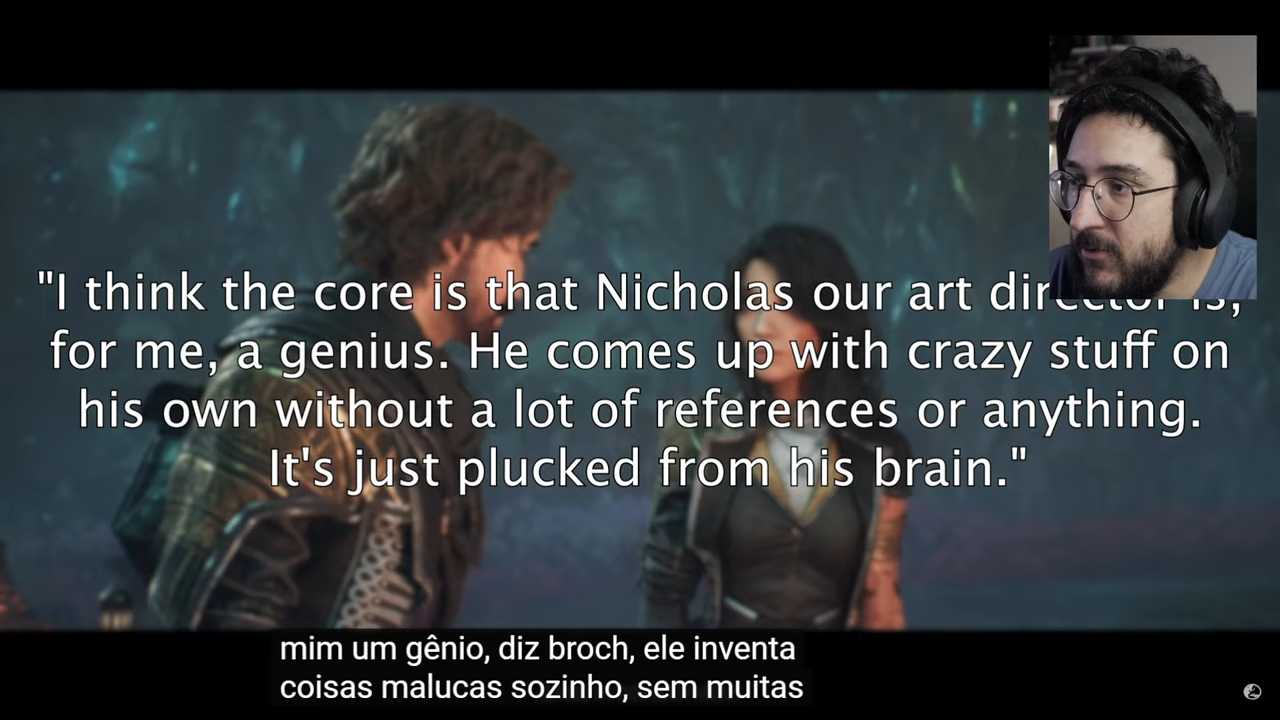 "I think the core is that Nicholas our art director is,
for me, a genius. He comes up with crazy stuff on
his own without a lot of references or anything.
It's just plucked from his brain."
mim um gênio, diz broch, ele inventa
coisas malucas sozinho, sem muitas